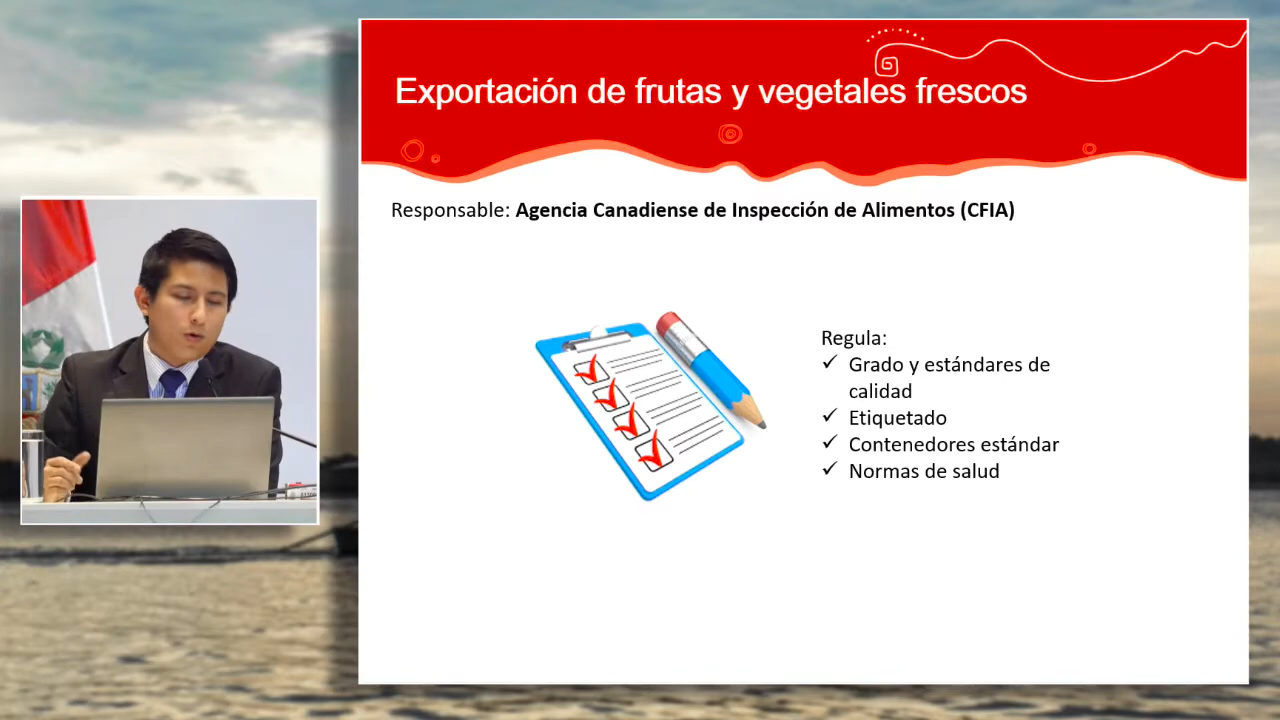 Exportación de frutas y vegetales frescos
Responsable: Agencia Canadiense de Inspección de Alimentos (CFIA)
Regula:
✓ Grado y estándares de
calidad
✓ Etiquetado
✓ Contenedores estándar
✓ Normas de salud